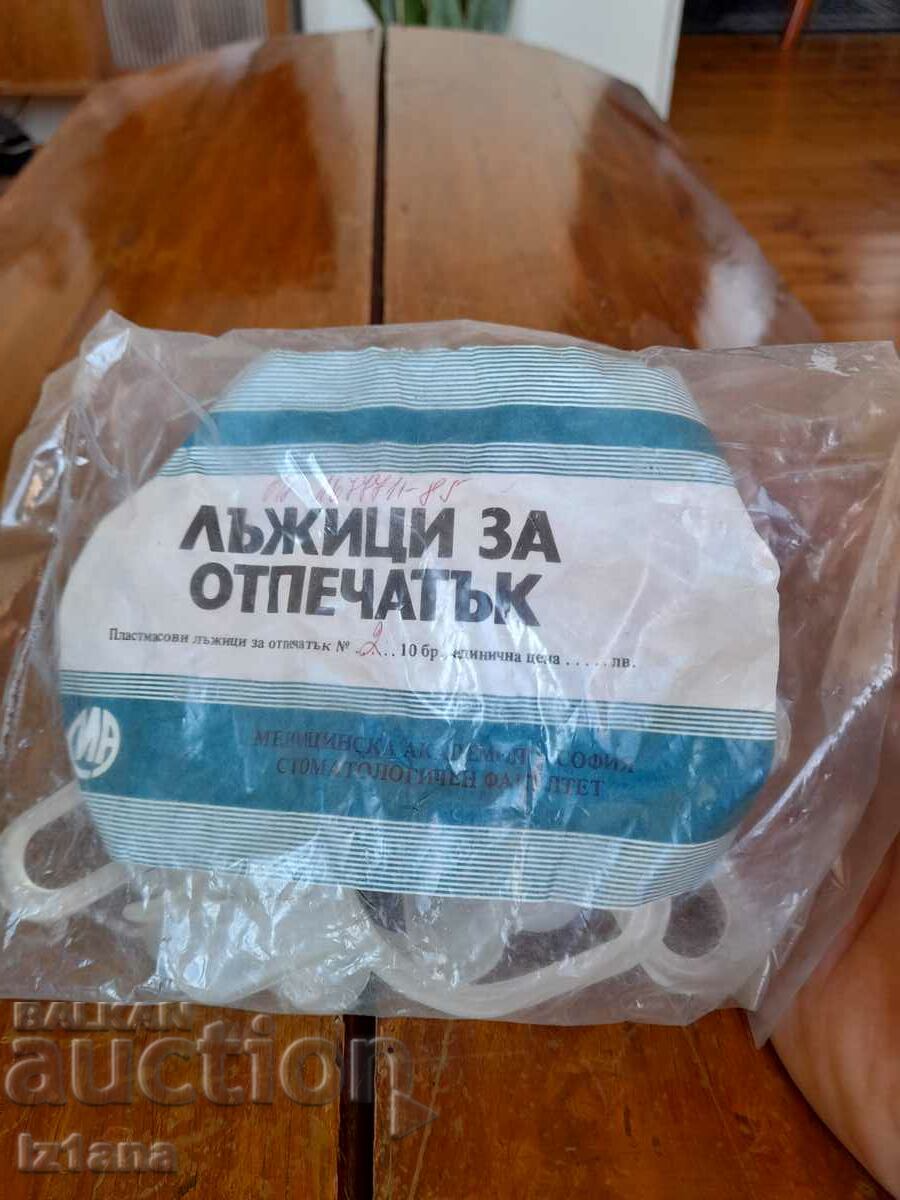 ЛЪЖИЦИ ЗА
ОТПЕЧАТЪК
Пластмасови лъжици за отпечатък № . 2 . . 10 бр., единична цена . . . . . лв.
МА
МЕДИЦИНСКА АКАДЕМИЯ СОФИЯ
СТОМАТОЛОГИЧЕН ФАКУЛТЕТ
BALKAN
auction
iz1ana